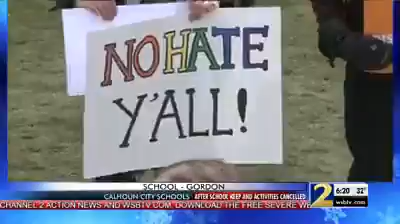 NO HATE
Y'ALL!
SCHOOL - GORDON
CALHOUN CITY SCHOOLS AFTER SCHOOL KEEP AND ACTIVITIES CANCELLED
2 6:20 32°
wsbtv.com
CHANNEL 2 ACTION NEWS AND WSBTV.COM DOWNLOAD THE FREE SEVERE WE